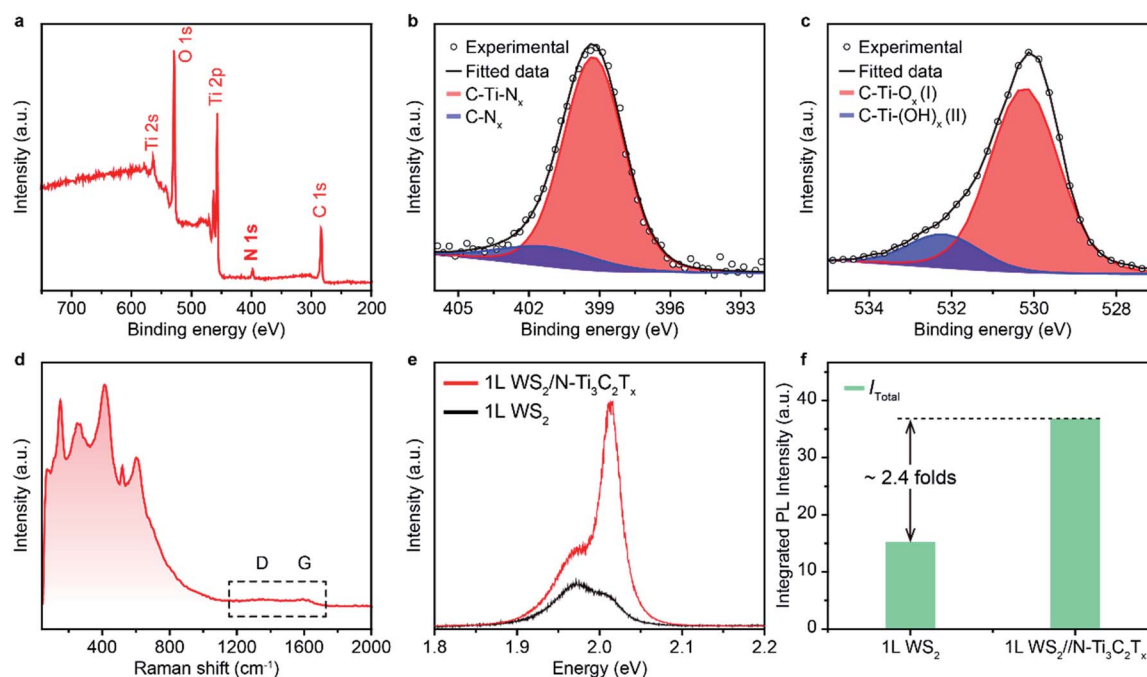 a
O 1s
Ti 2p
Ti 2s
N 1s
C 1s
Intensity (a.u.)
700 600 500 400 300 200
Binding energy (eV)
b
Experimental
Fitted data
C-Ti-Nₓ
C-Nₓ
Intensity (a.u.)
405 402 399 396 393
Binding energy (eV)
c
Experimental
Fitted data
C-Ti-Oₓ (I)
C-Ti-(OH)ₓ (II)
Intensity (a.u.)
534 532 530 528
Binding energy (eV)
d
D G
Intensity (a.u.)
400 800 1200 1600 2000
Raman shift (cm⁻¹)
e
1L WS₂/N-Ti₃C₂Tₓ
1L WS₂
Intensity (a.u.)
1.8 1.9 2.0 2.1 2.2
Energy (eV)
f
I_Total
~ 2.4 folds
Integrated PL Intensity (a.u.)
40
30
20
10
0
1L WS₂ 1L WS₂//N-Ti₃C₂Tₓ